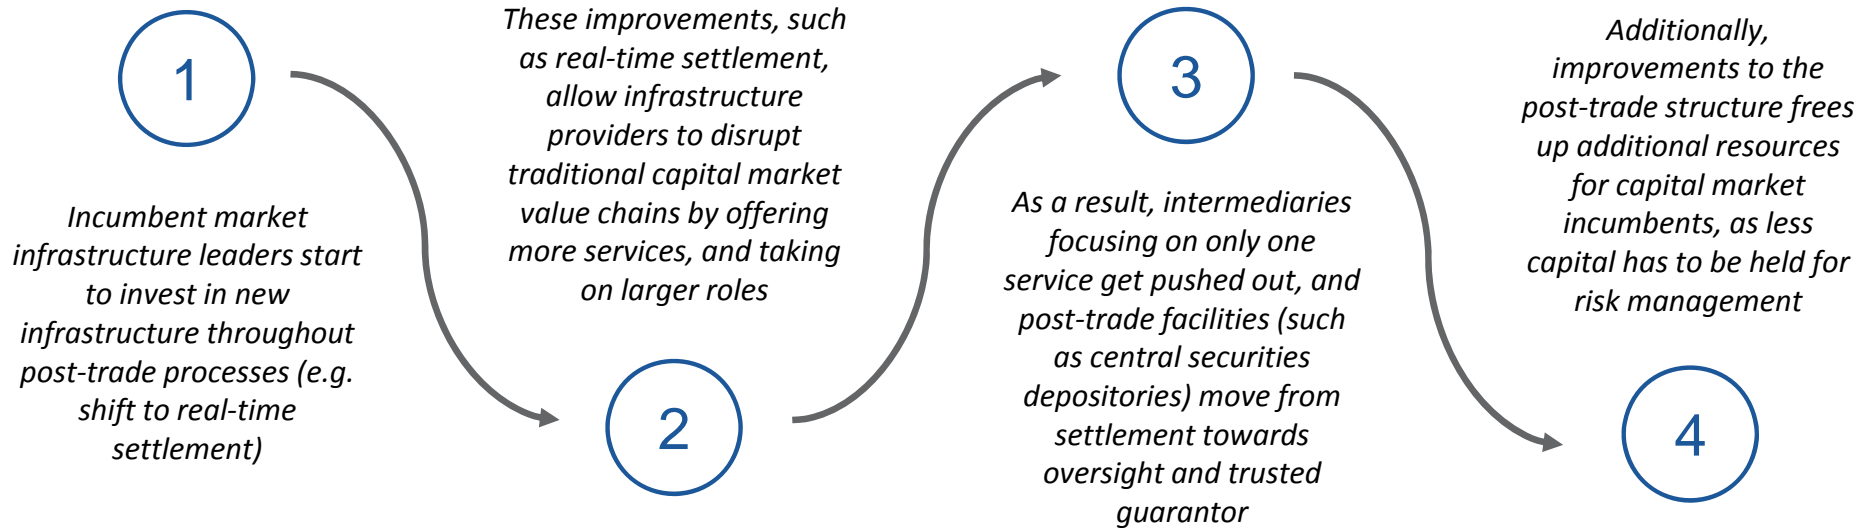 1
Incumbent market
infrastructure leaders start
to invest in new
infrastructure throughout
post-trade processes (e.g.
shift to real-time
settlement)
These improvements, such
as real-time settlement,
allow infrastructure
providers to disrupt
traditional capital market
value chains by offering
more services, and taking
on larger roles
2
3
As a result, intermediaries
focusing on only one
service get pushed out, and
post-trade facilities (such
as central securities
depositories) move from
settlement towards
oversight and trusted
guarantor
Additionally,
improvements to the
post-trade structure frees
up additional resources
for capital market
incumbents, as less
capital has to be held for
risk management
4